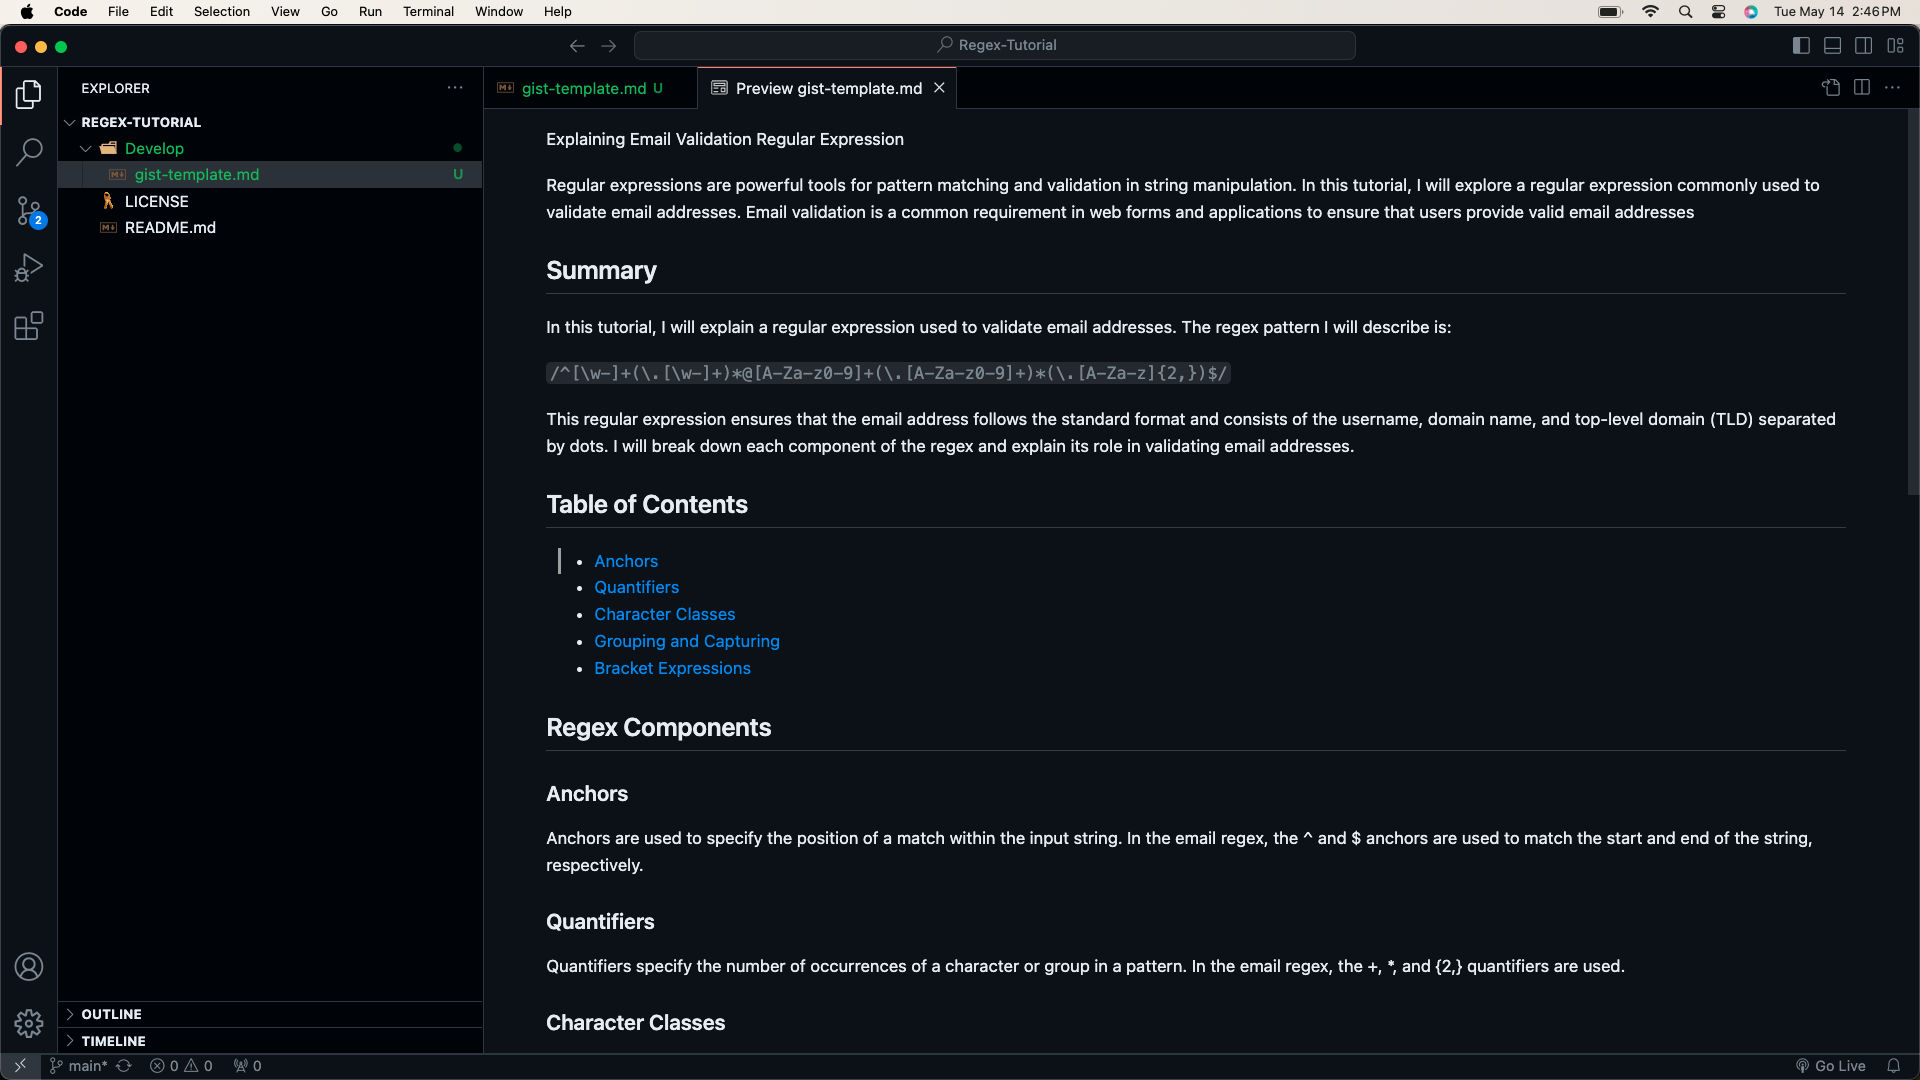 Code File Edit Selection View Go Run Terminal Window Help Tue May 14 2:46 PM
Regex-Tutorial
EXPLORER
REGEX-TUTORIAL
Develop
gist-template.md U
LICENSE
README.md
2
OUTLINE
TIMELINE
gist-template.md U Preview gist-template.md
Explaining Email Validation Regular Expression
Regular expressions are powerful tools for pattern matching and validation in string manipulation. In this tutorial, I will explore a regular expression commonly used to
validate email addresses. Email validation is a common requirement in web forms and applications to ensure that users provide valid email addresses
Summary
In this tutorial, I will explain a regular expression used to validate email addresses. The regex pattern I will describe is:
/^[\w-]+(\.[\w-]+)*@[A-Za-z0-9]+(\.[A-Za-z0-9]+)*(\.[A-Za-z]{2,})$/
This regular expression ensures that the email address follows the standard format and consists of the username, domain name, and top-level domain (TLD) separated
by dots. I will break down each component of the regex and explain its role in validating email addresses.
Table of Contents
• Anchors
• Quantifiers
• Character Classes
• Grouping and Capturing
• Bracket Expressions
Regex Components
Anchors
Anchors are used to specify the position of a match within the input string. In the email regex, the ^ and $ anchors are used to match the start and end of the string,
respectively.
Quantifiers
Quantifiers specify the number of occurrences of a character or group in a pattern. In the email regex, the +, *, and {2,} quantifiers are used.
Character Classes
main* 0 0 0 Go Live